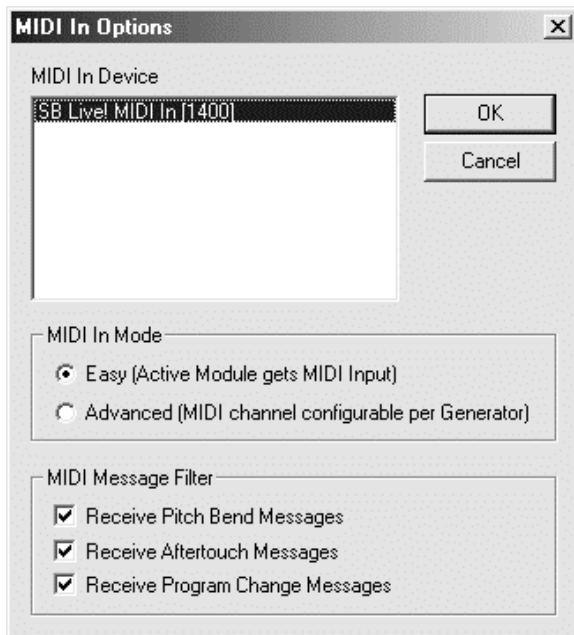 MIDI In Options
MIDI In Device
SB Live! MIDI In [1400]
OK
Cancel
MIDI In Mode
Easy (Active Module gets MIDI Input)
Advanced (MIDI channel configurable per Generator)
MIDI Message Filter
Receive Pitch Bend Messages
Receive Aftertouch Messages
Receive Program Change Messages